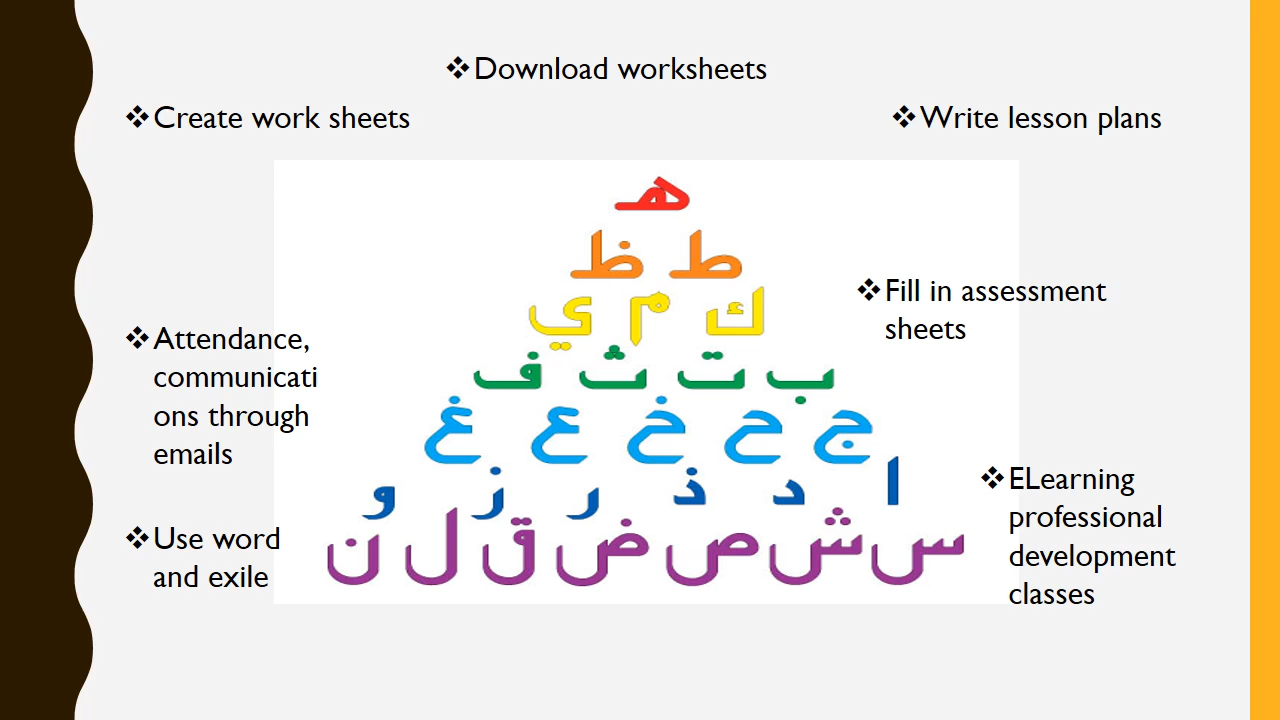 ❖Download worksheets
❖Create work sheets
❖Write lesson plans
هـ
ط ظ
ك م ي
❖Fill in assessment
sheets
❖Attendance,
communicati
ons through
emails
ب ت ث ف
ج ح خ ع غ
ا د ذ ر ز و
❖ELearning
professional
development
classes
❖Use word
and exile
س ش ص ض ق ل ن